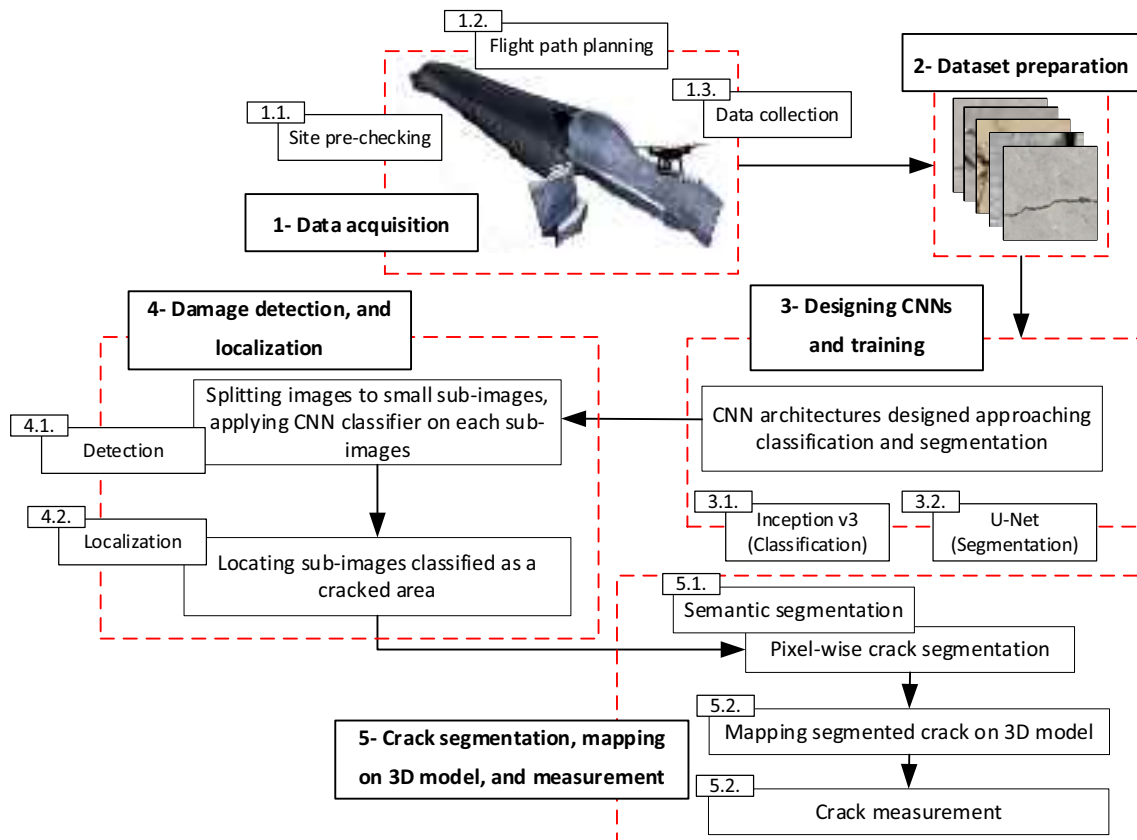 1.2.
Flight path planning
1.1.
Site pre-checking
1.3.
Data collection
1- Data acquisition
2- Dataset preparation
3- Designing CNNs
and training
CNN architectures designed approaching
classification and segmentation
3.1.
Inception v3
(Classification)
3.2.
U-Net
(Segmentation)
4- Damage detection, and
localization
Splitting images to small sub-images,
applying CNN classifier on each sub-
images
4.1.
Detection
4.2.
Localization
Locating sub-images classified as a
cracked area
5.1.
Semantic segmentation
Pixel-wise crack segmentation
5.2.
Mapping segmented crack on 3D model
5- Crack segmentation, mapping
on 3D model, and measurement
5.2.
Crack measurement